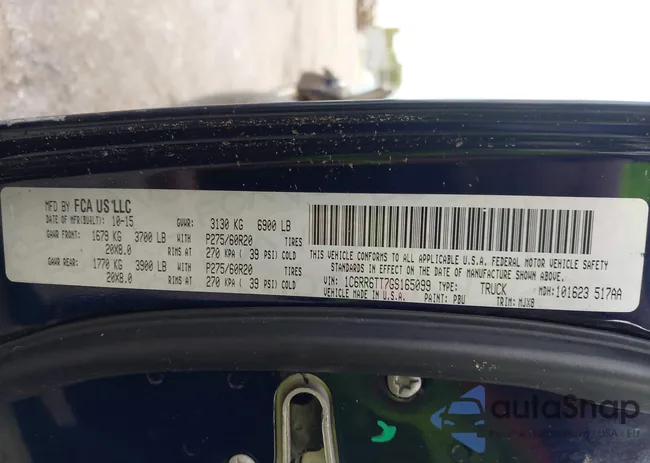 MFD BY FCA US LLC
DATE OF MFR(BUILT): 10-15 GVWR: 3130 KG 6900 LB
GAWR FRONT: 1679 KG 3700 LB WITH P275/60R20 TIRES
20X8.0 RIMS AT 270 KPA ( 39 PSI) COLD
GAWR REAR: 1770 KG 3900 LB WITH P275/60R20 TIRES
20X8.0 RIMS AT 270 KPA ( 39 PSI) COLD
THIS VEHICLE CONFORMS TO ALL APPLICABLE U.S.A. FEDERAL MOTOR VEHICLE SAFETY
STANDARDS IN EFFECT ON THE DATE OF MANUFACTURE SHOWN ABOVE.
VIN: 1C6RR6TT7GS165099 TYPE: TRUCK MDH: 101623 517AA
VEHICLE MADE IN U.S.A. PAINT: PBU TRIM: MJX8
autoSnap